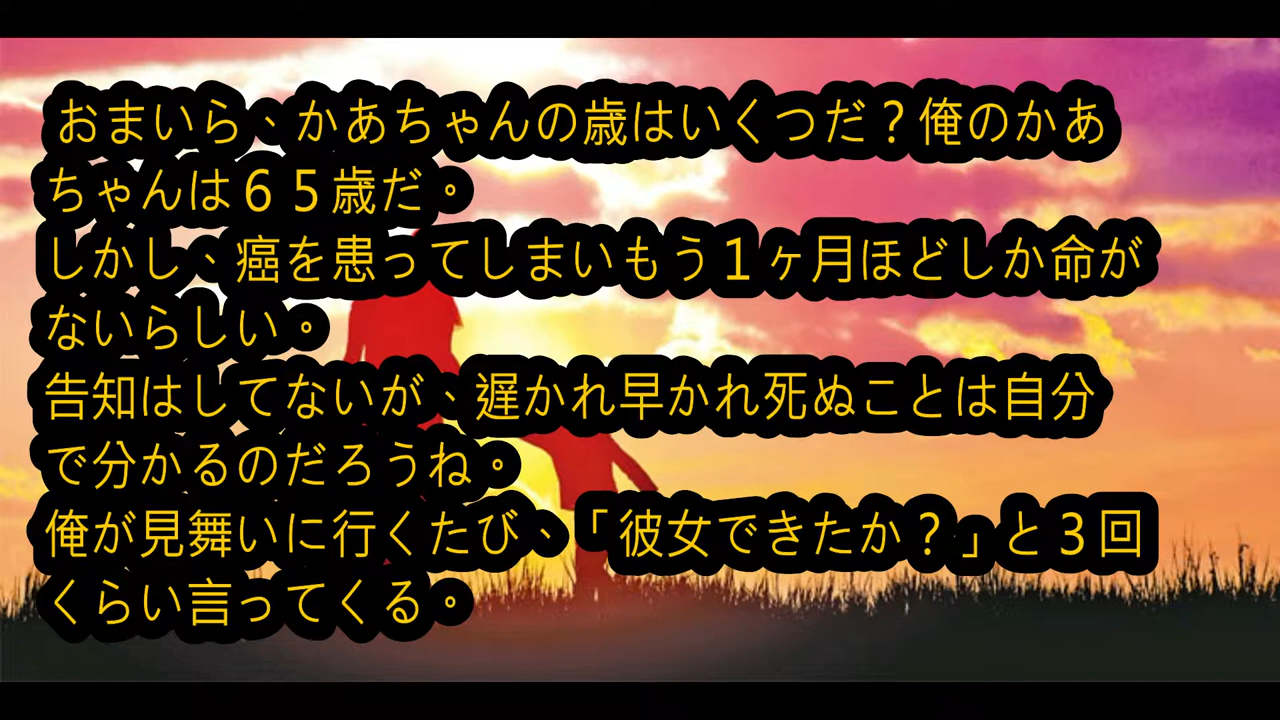 おまいら、かあちゃんの歳はいくつだ？俺のかあ
ちゃんは６５歳だ。
しかし、癌を患ってしまいもう１ヶ月ほどしか命が
ないらしい。
告知はしてないが、遅かれ早かれ死ぬことは自分
で分かるのだろうね。
俺が見舞いに行くたび、「彼女できたか？」と３回
くらい言ってくる。